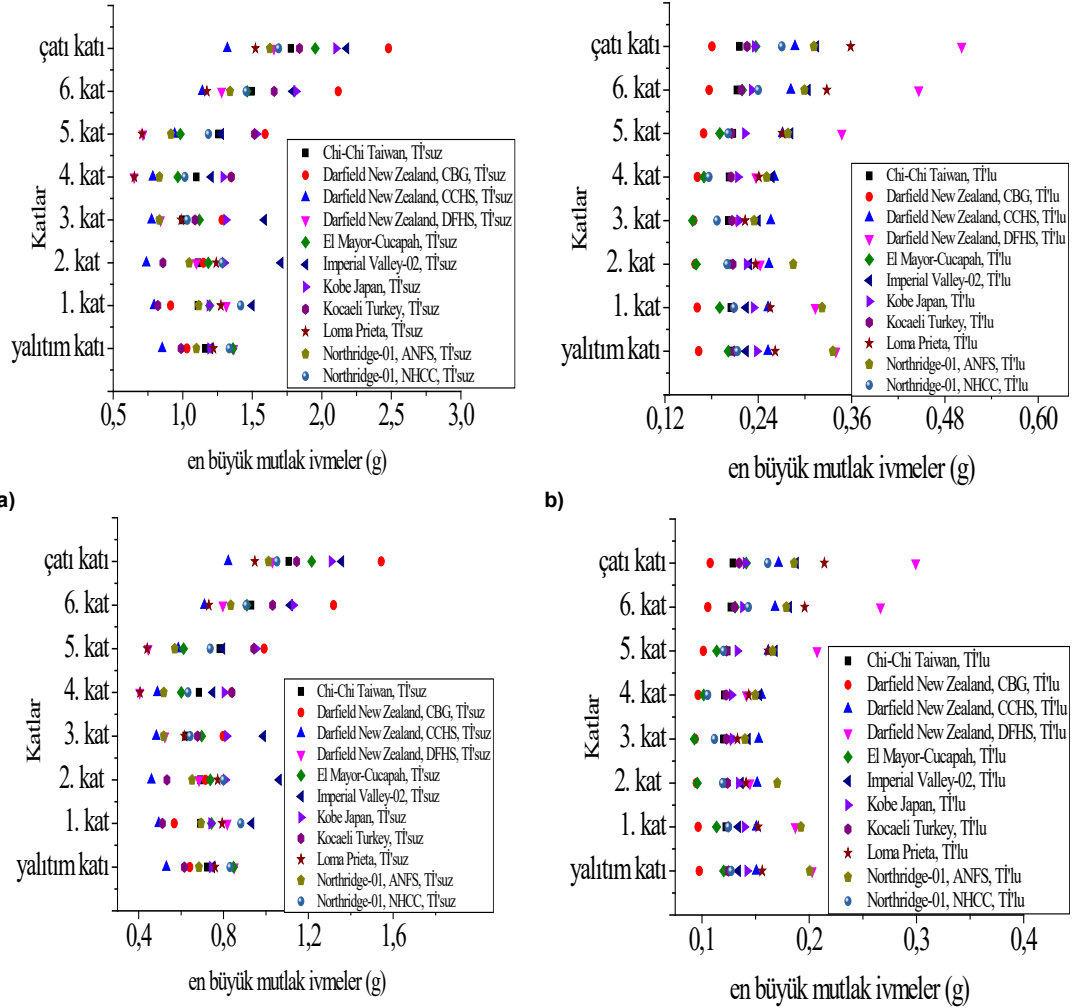 çatı katı
6. kat
5. kat
4. kat
3. kat
2. kat
1. kat
yalıtım katı
Katlar
Chi-Chi Taiwan, Tİ'suz
Darfield New Zealand, CBG, Tİ'suz
Darfield New Zealand, CCHS, Tİ'suz
Darfield New Zealand, DFHS, Tİ'suz
El Mayor-Cucapah, Tİ'suz
Imperial Valley-02, Tİ'suz
Kobe Japan, Tİ'suz
Kocaeli Turkey, Tİ'suz
Loma Prieta, Tİ'suz
Northridge-01, ANFS, Tİ'suz
Northridge-01, NHCC, Tİ'suz
0,5 1,0 1,5 2,0 2,5 3,0
en büyük mutlak ivmeler (g)
çatı katı
6. kat
5. kat
4. kat
3. kat
2. kat
1. kat
yalıtım katı
Katlar
Chi-Chi Taiwan, Tİ'lu
Darfield New Zealand, CBG, Tİ'lu
Darfield New Zealand, CCHS, Tİ'lu
Darfield New Zealand, DFHS, Tİ'lu
El Mayor-Cucapah, Tİ'lu
Imperial Valley-02, Tİ'lu
Kobe Japan, Tİ'lu
Kocaeli Turkey, Tİ'lu
Loma Prieta, Tİ'lu
Northridge-01, ANFS, Tİ'lu
Northridge-01, NHCC, Tİ'lu
0,12 0,24 0,36 0,48 0,60
en büyük mutlak ivmeler (g)
a)
b)
çatı katı
6. kat
5. kat
4. kat
3. kat
2. kat
1. kat
yalıtım katı
Katlar
Chi-Chi Taiwan, Tİ'suz
Darfield New Zealand, CBG, Tİ'suz
Darfield New Zealand, CCHS, Tİ'suz
Darfield New Zealand, DFHS, Tİ'suz
El Mayor-Cucapah, Tİ'suz
Imperial Valley-02, Tİ'suz
Kobe Japan, Tİ'suz
Kocaeli Turkey, Tİ'suz
Loma Prieta, Tİ'suz
Northridge-01, ANFS, Tİ'suz
Northridge-01, NHCC, Tİ'suz
0,4 0,8 1,2 1,6
en büyük mutlak ivmeler (g)
çatı katı
6. kat
5. kat
4. kat
3. kat
2. kat
1. kat
yalıtım katı
Katlar
Chi-Chi Taiwan, Tİ'lu
Darfield New Zealand, CBG, Tİ'lu
Darfield New Zealand, CCHS, Tİ'lu
Darfield New Zealand, DFHS, Tİ'lu
El Mayor-Cucapah, Tİ'lu
Imperial Valley-02, Tİ'lu
Kobe Japan, Tİ'lu
Kocaeli Turkey, Tİ'lu
Loma Prieta, Tİ'lu
Northridge-01, ANFS, Tİ'lu
Northridge-01, NHCC, Tİ'lu
0,1 0,2 0,3 0,4
en büyük mutlak ivmeler (g)